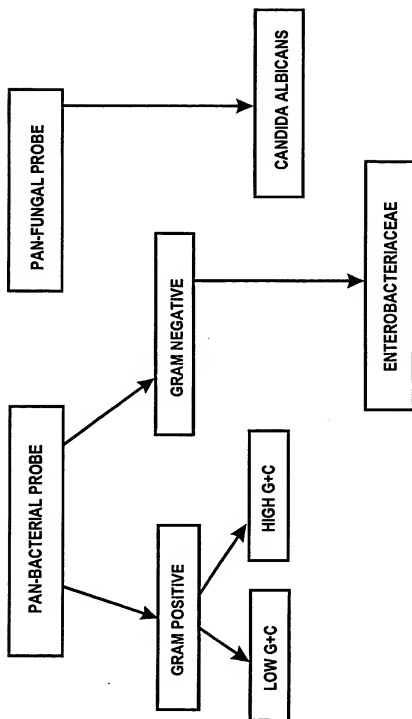 PAN-BACTERIAL PROBE
PAN-FUNGAL PROBE
GRAM POSITIVE
GRAM NEGATIVE
LOW G+C
HIGH G+C
CANDIDA ALBICANS
ENTEROBACTERIACEAE